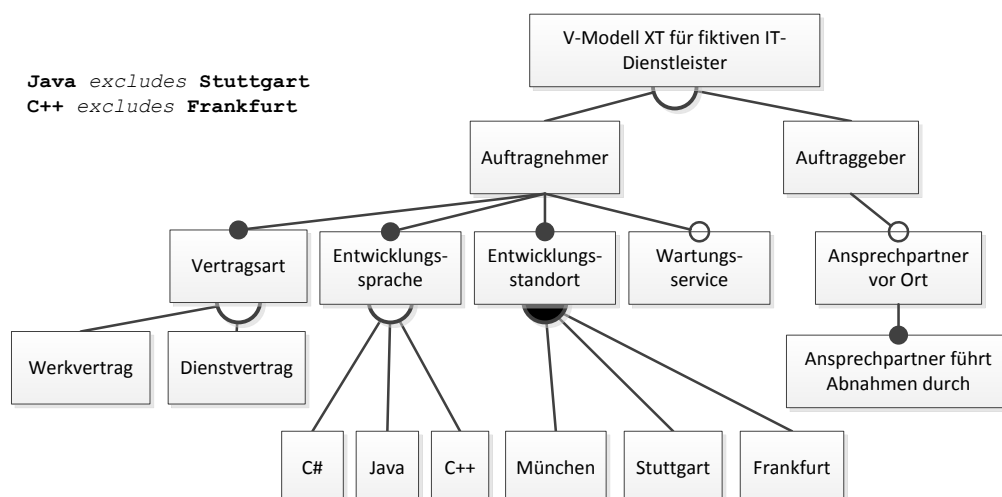 V-Modell XT für fiktiven IT-
Dienstleister
Java excludes Stuttgart
C++ excludes Frankfurt
Auftragnehmer
Auftraggeber
Vertragsart
Entwicklungs-
sprache
Entwicklungs-
standort
Wartungs-
service
Ansprechpartner
vor Ort
Werkvertrag
Dienstvertrag
Ansprechpartner führt
Abnahmen durch
C#
Java
C++
München
Stuttgart
Frankfurt